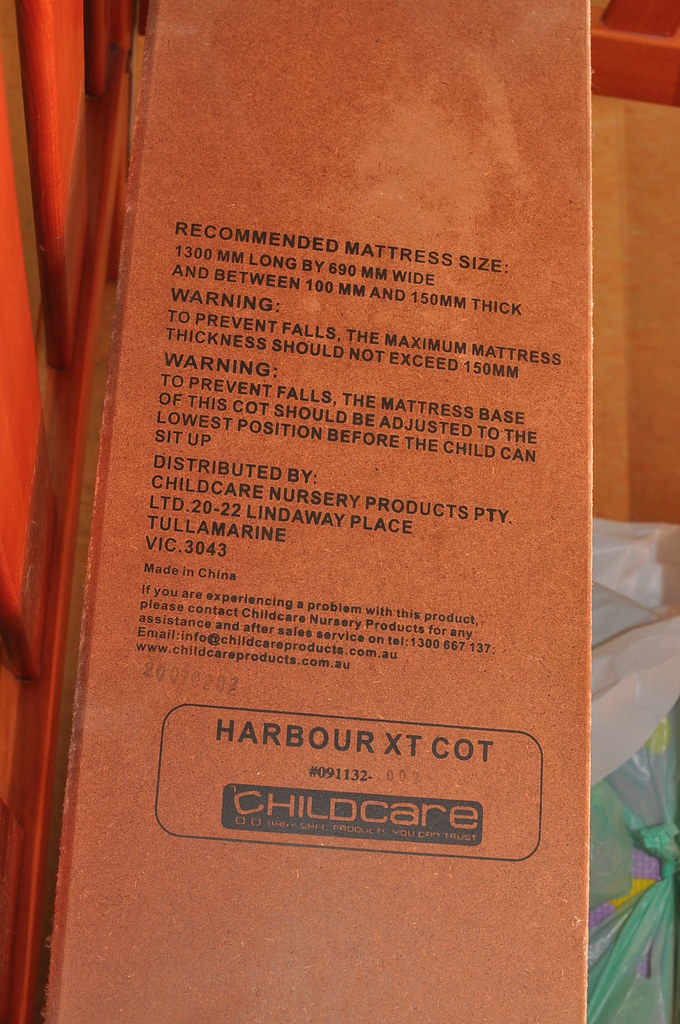 RECOMMENDED MATTRESS SIZE:
1300 MM LONG BY 690 MM WIDE
AND BETWEEN 100 MM AND 150MM THICK
WARNING:
TO PREVENT FALLS, THE MAXIMUM MATTRESS
THICKNESS SHOULD NOT EXCEED 150MM
WARNING:
TO PREVENT FALLS, THE MATTRESS BASE
OF THIS COT SHOULD BE ADJUSTED TO THE
LOWEST POSITION BEFORE THE CHILD CAN
SIT UP
DISTRIBUTED BY:
CHILDCARE NURSERY PRODUCTS PTY.
LTD.20-22 LINDAWAY PLACE
TULLAMARINE
VIC.3043
Made in China
If you are experiencing a problem with this product,
please contact Childcare Nursery Products for any
assistance and after sales service on tel:1300 667 137:
Email:info@childcareproducts.com.au
www.childcareproducts.com.au
HARBOUR XT COT
#091132-
CHILDCARE
PRODUCTS YOU CAN TRUST